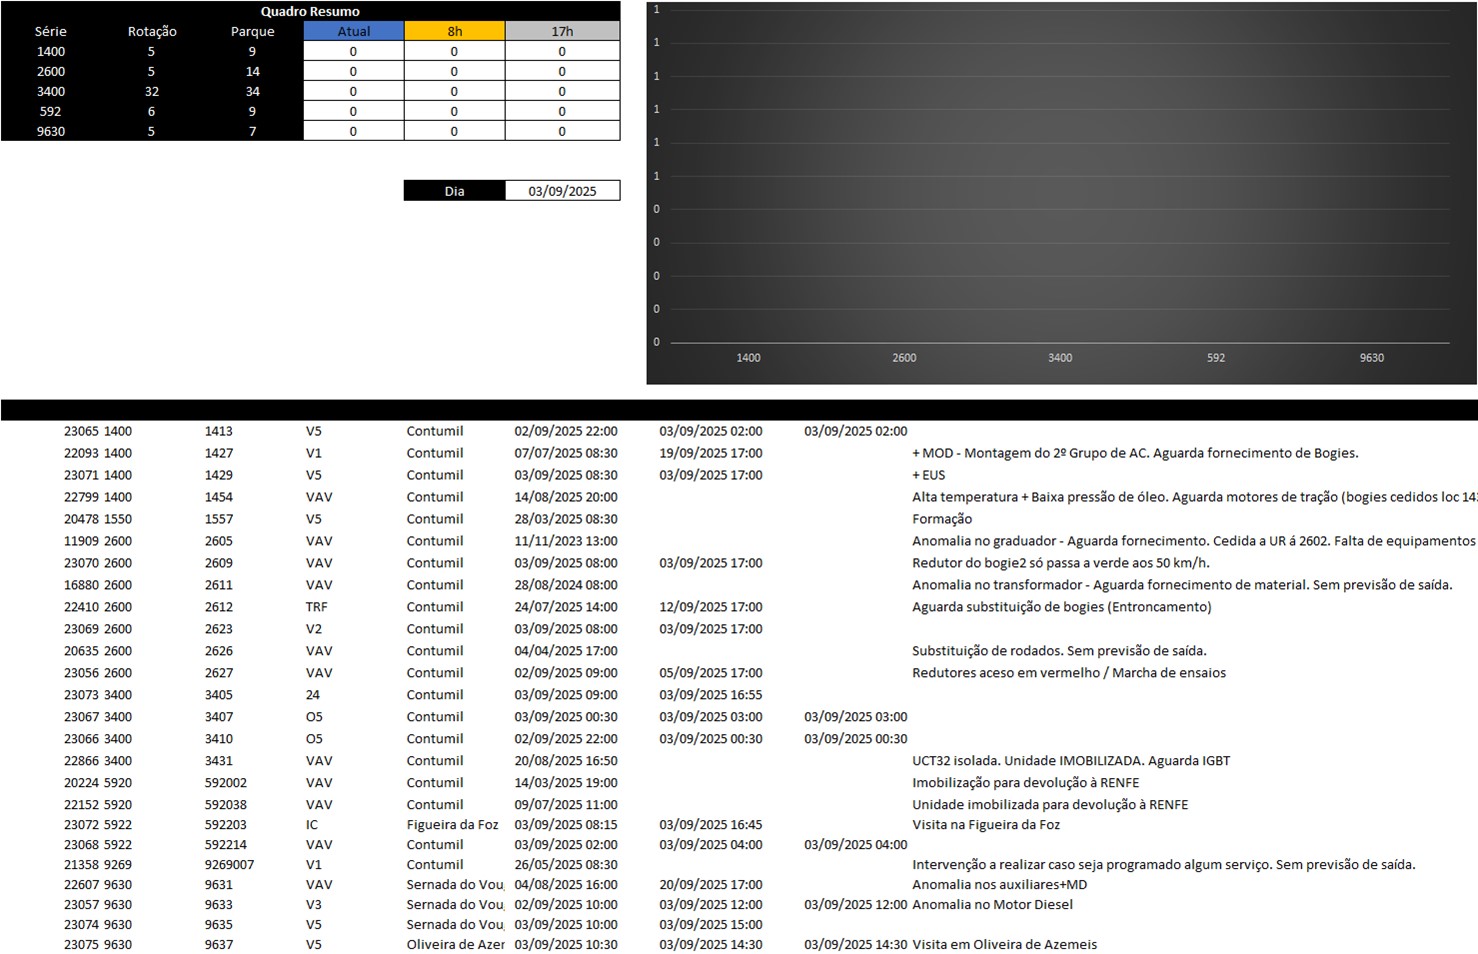 Quadro Resumo
Série Rotação Parque Atual 8h 17h
1400 5 9 0 0 0
2600 5 14 0 0 0
3400 32 34 0 0 0
592 6 9 0 0 0
9630 5 7 0 0 0
Dia 03/09/2025
1
1
1
1
1
1
0
0
0
0
0
1400 2600 3400 592 9630
23065 1400 1413 V5 Contumil 02/09/2025 22:00 03/09/2025 02:00 03/09/2025 02:00
22093 1400 1427 V1 Contumil 07/07/2025 08:30 19/09/2025 17:00 + MOD - Montagem do 2º Grupo de AC. Aguarda fornecimento de Bogies.
23071 1400 1429 V5 Contumil 03/09/2025 08:30 03/09/2025 17:00 + EUS
22799 1400 1454 VAV Contumil 14/08/2025 20:00 Alta temperatura + Baixa pressão de óleo. Aguarda motores de tração (bogies cedidos loc 143
20478 1550 1557 V5 Contumil 28/03/2025 08:30 Formação
11909 2600 2605 VAV Contumil 11/11/2023 13:00 Anomalia no graduador - Aguarda fornecimento. Cedida a UR á 2602. Falta de equipamentos
23070 2600 2609 VAV Contumil 03/09/2025 08:00 03/09/2025 17:00 Redutor do bogie2 só passa a verde aos 50 km/h.
16880 2600 2611 VAV Contumil 28/08/2024 08:00 Anomalia no transformador - Aguarda fornecimento de material. Sem previsão de saída.
22410 2600 2612 TRF Contumil 24/07/2025 14:00 12/09/2025 17:00 Aguarda substituição de bogies (Entroncamento)
23069 2600 2623 V2 Contumil 03/09/2025 08:00 03/09/2025 17:00
20635 2600 2626 VAV Contumil 04/04/2025 17:00 Substituição de rodados. Sem previsão de saída.
23056 2600 2627 VAV Contumil 02/09/2025 09:00 05/09/2025 17:00 Redutores aceso em vermelho / Marcha de ensaios
23073 3400 3405 24 Contumil 03/09/2025 09:00 03/09/2025 16:55
23067 3400 3407 O5 Contumil 03/09/2025 00:30 03/09/2025 03:00 03/09/2025 03:00
23066 3400 3410 O5 Contumil 02/09/2025 22:00 03/09/2025 00:30 03/09/2025 00:30
22866 3400 3431 VAV Contumil 20/08/2025 16:50 UCT32 isolada. Unidade IMOBILIZADA. Aguarda IGBT
20224 5920 592002 VAV Contumil 14/03/2025 19:00 Imobilização para devolução à RENFE
22152 5920 592038 VAV Contumil 09/07/2025 11:00 Unidade imobilizada para devolução à RENFE
23072 5922 592203 IC Figueira da Foz 03/09/2025 08:15 03/09/2025 16:45 Visita na Figueira da Foz
23068 5922 592214 VAV Contumil 03/09/2025 02:00 03/09/2025 04:00 03/09/2025 04:00
21358 9269 9269007 V1 Contumil 26/05/2025 08:30 Intervenção a realizar caso seja programado algum serviço. Sem previsão de saída.
22607 9630 9631 VAV Sernada do Voug 04/08/2025 16:00 20/09/2025 17:00 Anomalia nos auxiliares+MD
23057 9630 9633 V3 Sernada do Voug 02/09/2025 10:00 03/09/2025 12:00 03/09/2025 12:00 Anomalia no Motor Diesel
23074 9630 9635 V5 Sernada do Voug 03/09/2025 10:00 03/09/2025 15:00
23075 9630 9637 V5 Oliveira de Azer 03/09/2025 10:30 03/09/2025 14:30 03/09/2025 14:30 Visita em Oliveira de Azemeis